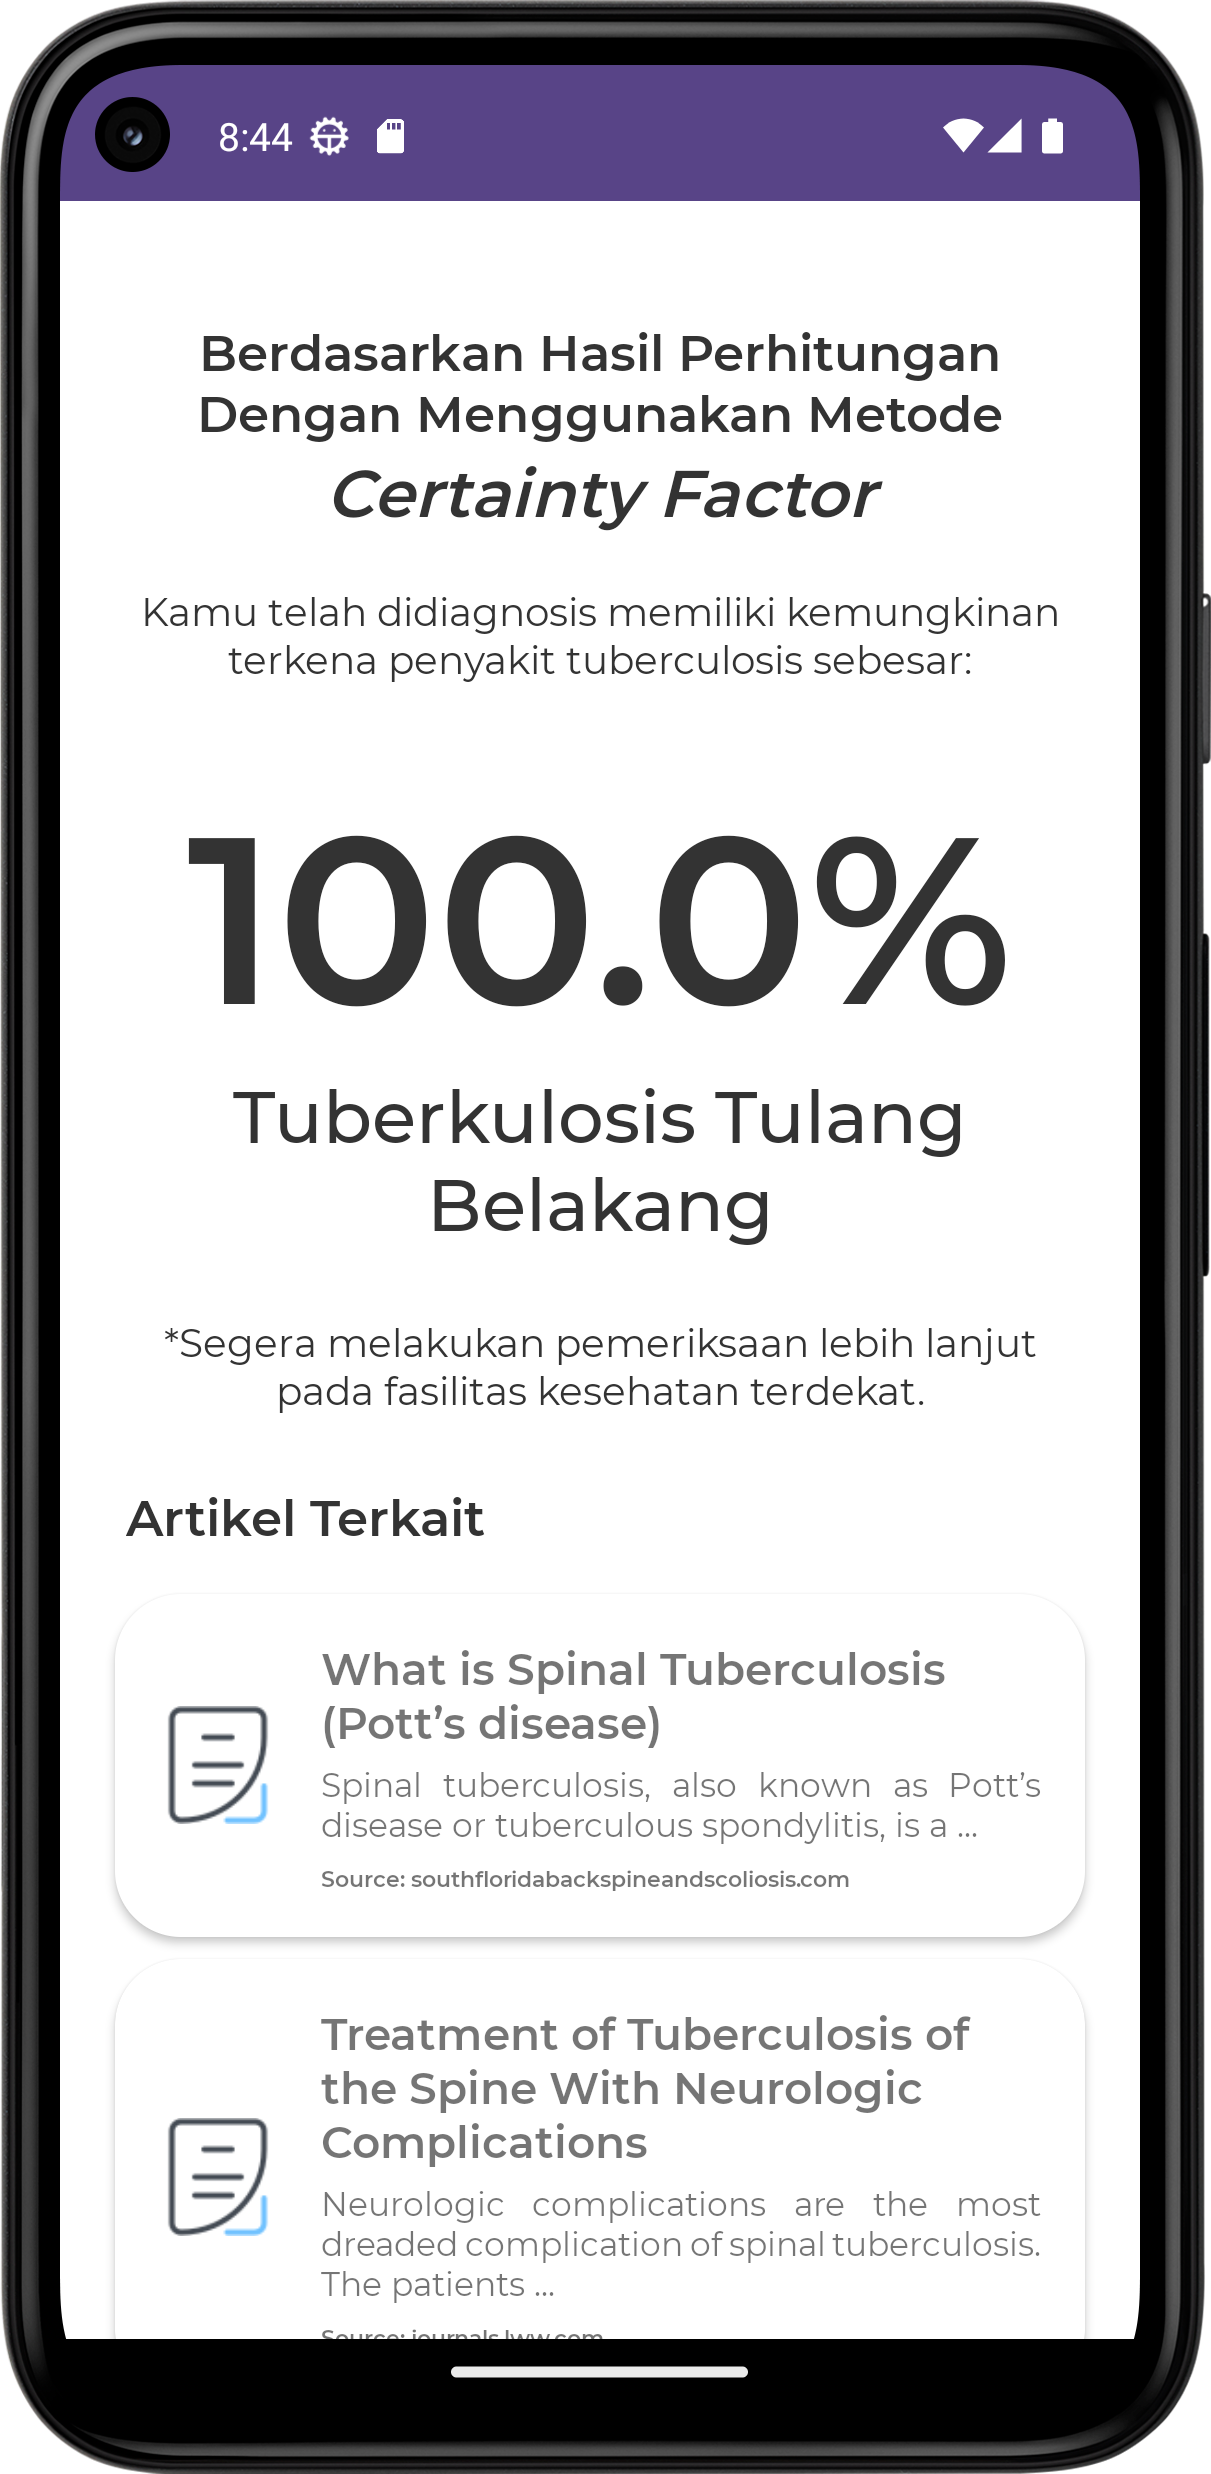 8:44
Berdasarkan Hasil Perhitungan
Dengan Menggunakan Metode
Certainty Factor
Kamu telah didiagnosis memiliki kemungkinan
terkena penyakit tuberculosis sebesar:
100.0%
Tuberkulosis Tulang
Belakang
*Segera melakukan pemeriksaan lebih lanjut
pada fasilitas kesehatan terdekat.
Artikel Terkait
What is Spinal Tuberculosis
(Pott’s disease)
Spinal tuberculosis, also known as Pott’s
disease or tuberculous spondylitis, is a ...
Source: southfloridabackspineandscoliosis.com
Treatment of Tuberculosis of
the Spine With Neurologic
Complications
Neurologic complications are the most
dreaded complication of spinal tuberculosis.
The patients ...
Source: journals.lww.com